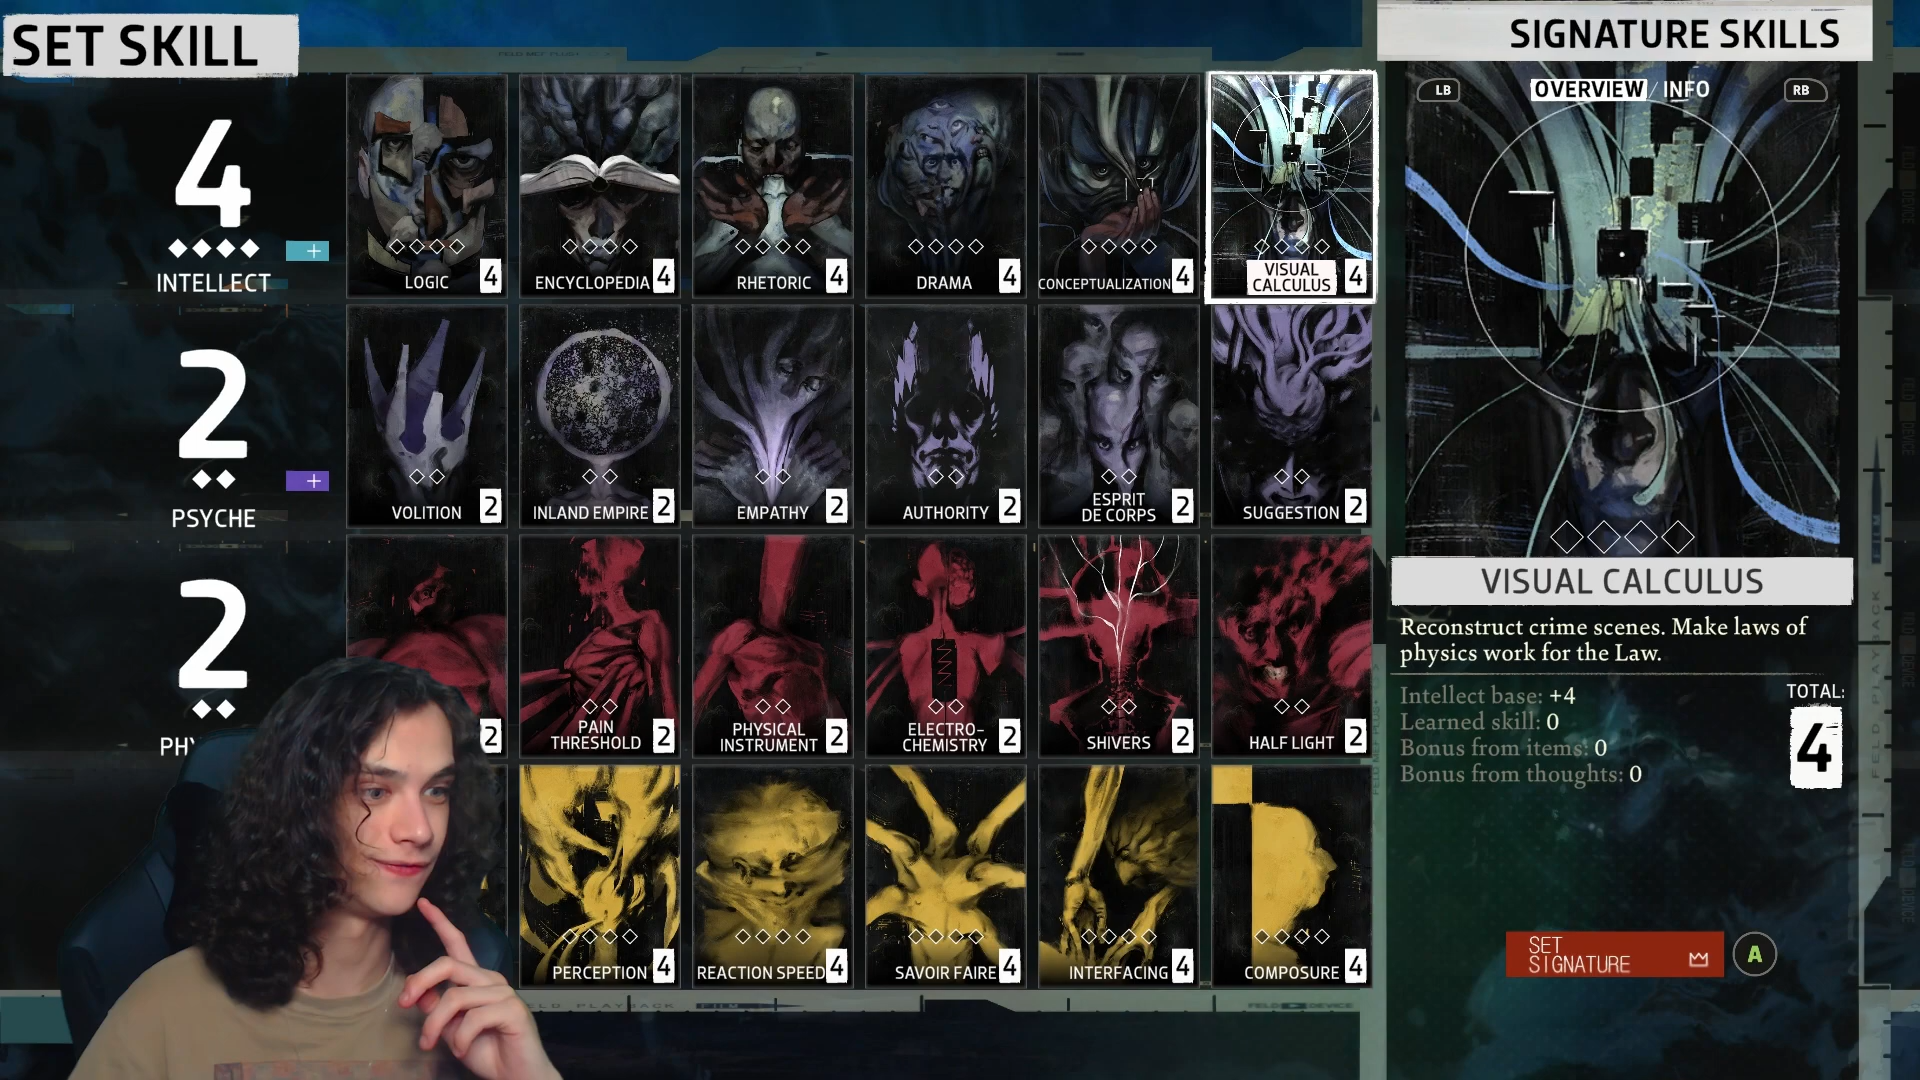 SET SKILL
SIGNATURE SKILLS
LB
OVERVIEW / INFO
RB
4
INTELLECT
+
LOGIC 4
ENCYCLOPEDIA 4
RHETORIC 4
DRAMA 4
CONCEPTUALIZATION 4
VISUAL
CALCULUS 4
2
PSYCHE
+
VOLITION 2
INLAND EMPIRE 2
EMPATHY 2
AUTHORITY 2
ESPRIT
DE CORPS 2
SUGGESTION 2
2
PHY
2
PAIN
THRESHOLD 2
PHYSICAL
INSTRUMENT 2
ELECTRO-
CHEMISTRY 2
SHIVERS 2
HALF LIGHT 2
PERCEPTION 4
REACTION SPEED 4
SAVOIR FAIRE 4
INTERFACING 4
COMPOSURE 4
VISUAL CALCULUS
Reconstruct crime scenes. Make laws of
physics work for the Law.
Intellect base: +4
Learned skill: 0
Bonus from items: 0
Bonus from thoughts: 0
TOTAL:
4
SET
SIGNATURE
A